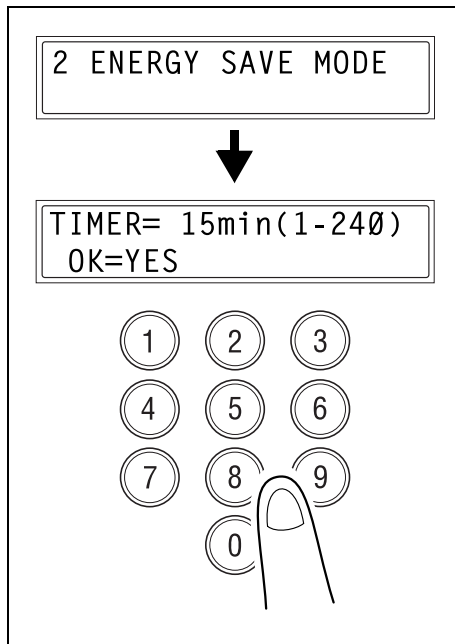 2 ENERGY SAVE MODE
TIMER= 15min(1-240)
OK=YES
1 2 3
4 5 6
7 8 9
0